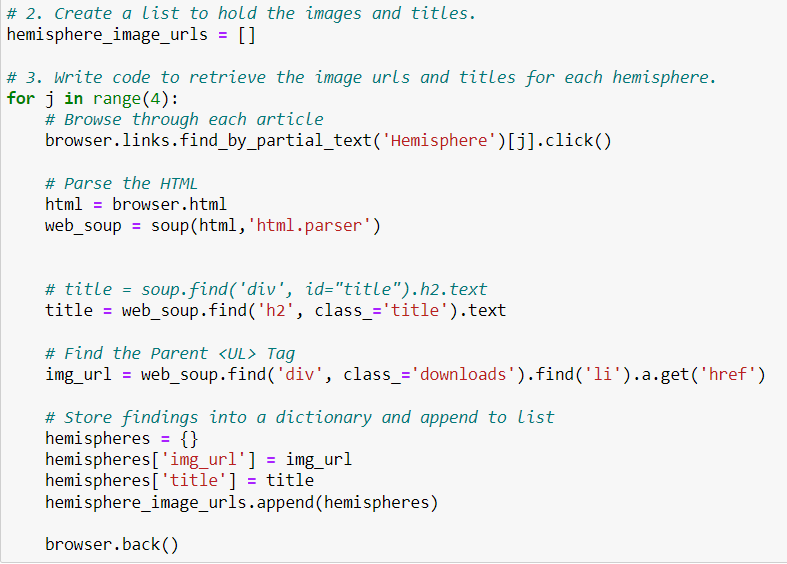 # 2. Create a list to hold the images and titles.
hemisphere_image_urls = []
# 3. Write code to retrieve the image urls and titles for each hemisphere.
for j in range(4):
# Browse through each article
browser.links.find_by_partial_text('Hemisphere')[j].click()
# Parse the HTML
html = browser.html
web_soup = soup(html,'html.parser')
# title = soup.find('div', id="title").h2.text
title = web_soup.find('h2', class_='title').text
# Find the Parent <UL> Tag
img_url = web_soup.find('div', class_='downloads').find('li').a.get('href')
# Store findings into a dictionary and append to list
hemispheres = {}
hemispheres['img_url'] = img_url
hemispheres['title'] = title
hemisphere_image_urls.append(hemispheres)
browser.back()